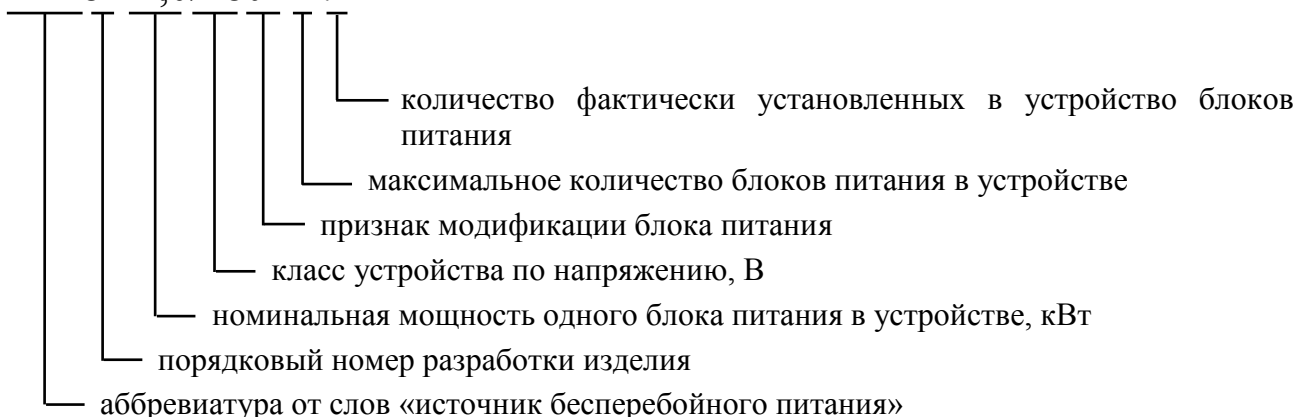 количество фактически установленных в устройство блоков
питания
максимальное количество блоков питания в устройстве
признак модификации блока питания
класс устройства по напряжению, В
номинальная мощность одного блока питания в устройстве, кВт
порядковый номер разработки изделия
аббревиатура от слов «источник бесперебойного питания»